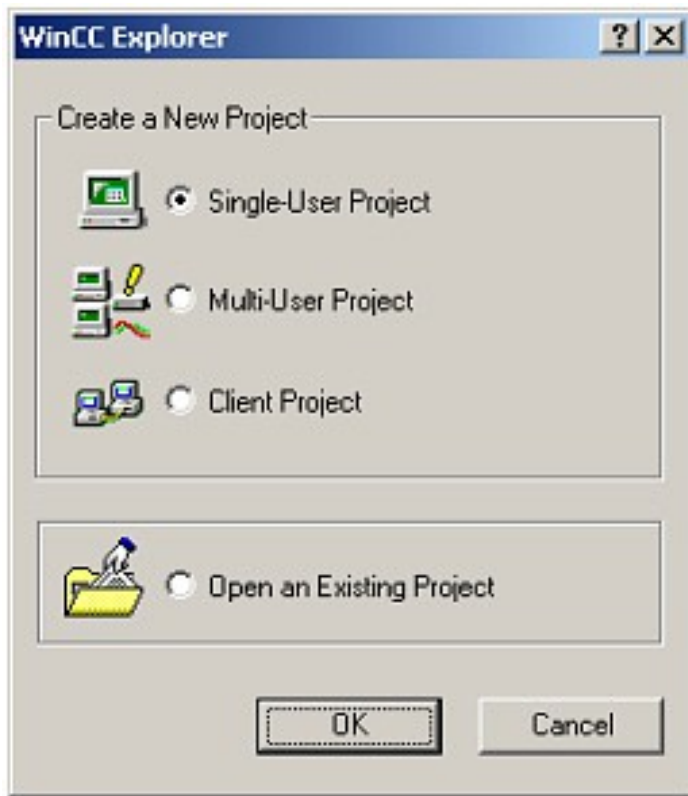 WinCC Explorer
Create a New Project
Single-User Project
Multi-User Project
Client Project
Open an Existing Project
OK
Cancel